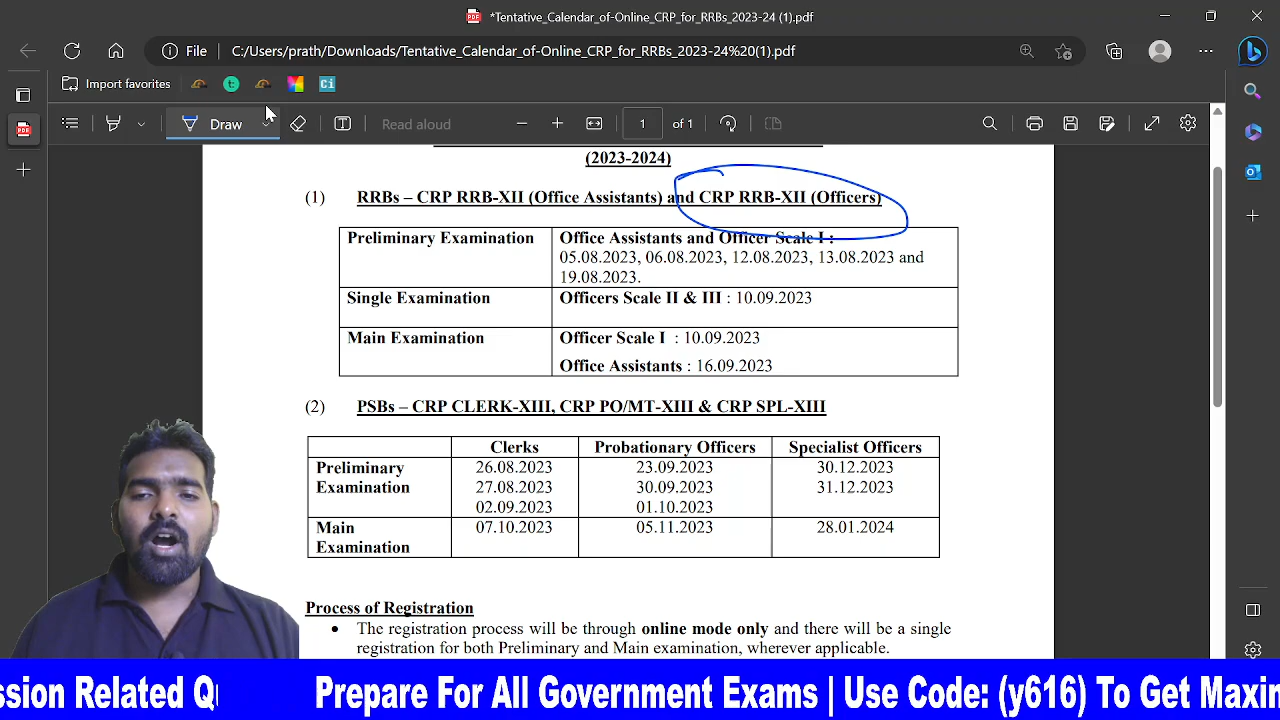 *Tentative_Calendar_of-Online_CRP_for_RRBs_2023-24 (1).pdf
File C:/Users/prath/Downloads/Tentative_Calendar_of-Online_CRP_for_RRBs_2023-24%20(1).pdf
Import favorites
Ci
Draw Read aloud 1 of 1
(2023-2024)
(1) RRBs – CRP RRB-XII (Office Assistants) and CRP RRB-XII (Officers)
Preliminary Examination Office Assistants and Officer Scale I :
05.08.2023, 06.08.2023, 12.08.2023, 13.08.2023 and
19.08.2023.
Single Examination Officers Scale II & III : 10.09.2023
Main Examination Officer Scale I : 10.09.2023
Office Assistants : 16.09.2023
(2) PSBs – CRP CLERK-XIII, CRP PO/MT-XIII & CRP SPL-XIII
Clerks Probationary Officers Specialist Officers
Preliminary 26.08.2023 23.09.2023 30.12.2023
Examination 27.08.2023 30.09.2023 31.12.2023
02.09.2023 01.10.2023
Main 07.10.2023 05.11.2023 28.01.2024
Examination
Process of Registration
• The registration process will be through online mode only and there will be a single
registration for both Preliminary and Main examination, wherever applicable.
ssion Related Qu Prepare For All Government Exams | Use Code: (y616) To Get Maxin